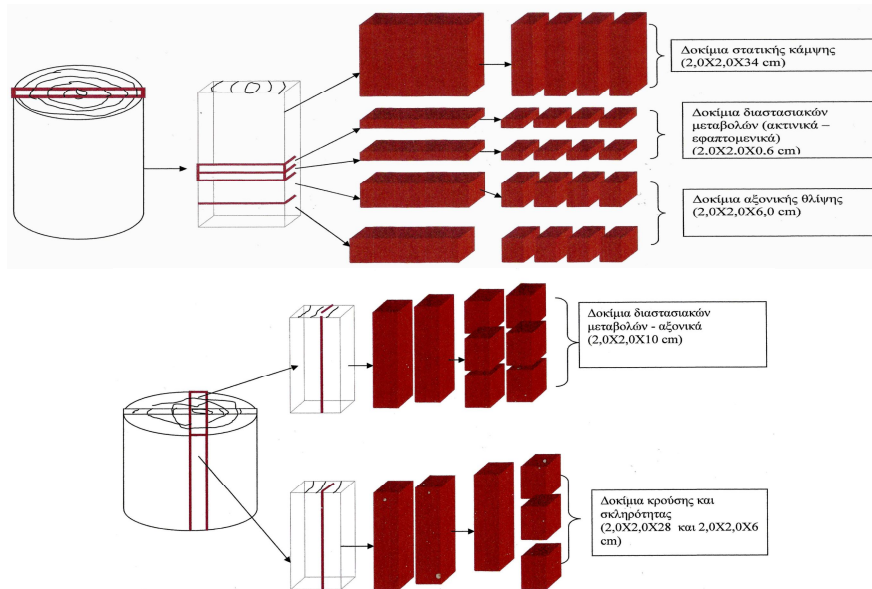 Δοκίμια στατικής κάμψης
(2,0Χ2,0Χ34 cm)
Δοκίμια διαστασιακών
μεταβολών (ακτινικά –
εφαπτομενικά)
(2.0Χ2.0Χ0.6 cm)
Δοκίμια αξονικής θλίψης
(2,0Χ2,0Χ6,0 cm)
Δοκίμια διαστασιακών
μεταβολών - αξονικά
(2,0Χ2,0Χ10 cm)
Δοκίμια κρούσης και
σκληρότητας
(2,0Χ2,0Χ28 και 2,0Χ2,0Χ6
cm)